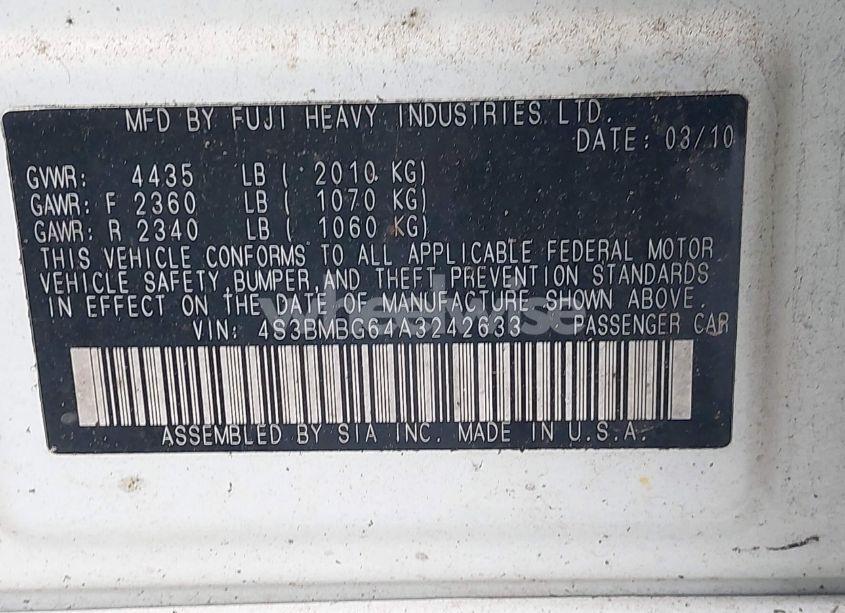 MFD BY FUJI HEAVY INDUSTRIES LTD.
DATE: 03/10
GVWR: 4435 LB ( 2010 KG)
GAWR: F 2360 LB ( 1070 KG)
GAWR: R 2340 LB ( 1060 KG)
THIS VEHICLE CONFORMS TO ALL APPLICABLE FEDERAL MOTOR
VEHICLE SAFETY,BUMPER,AND THEFT PREVENTION STANDARDS
IN EFFECT ON THE DATE OF MANUFACTURE SHOWN ABOVE.
wheelwise
VIN: 4S3BMBG64A3242633 PASSENGER CAR
ASSEMBLED BY SIA INC. MADE IN U.S.A.